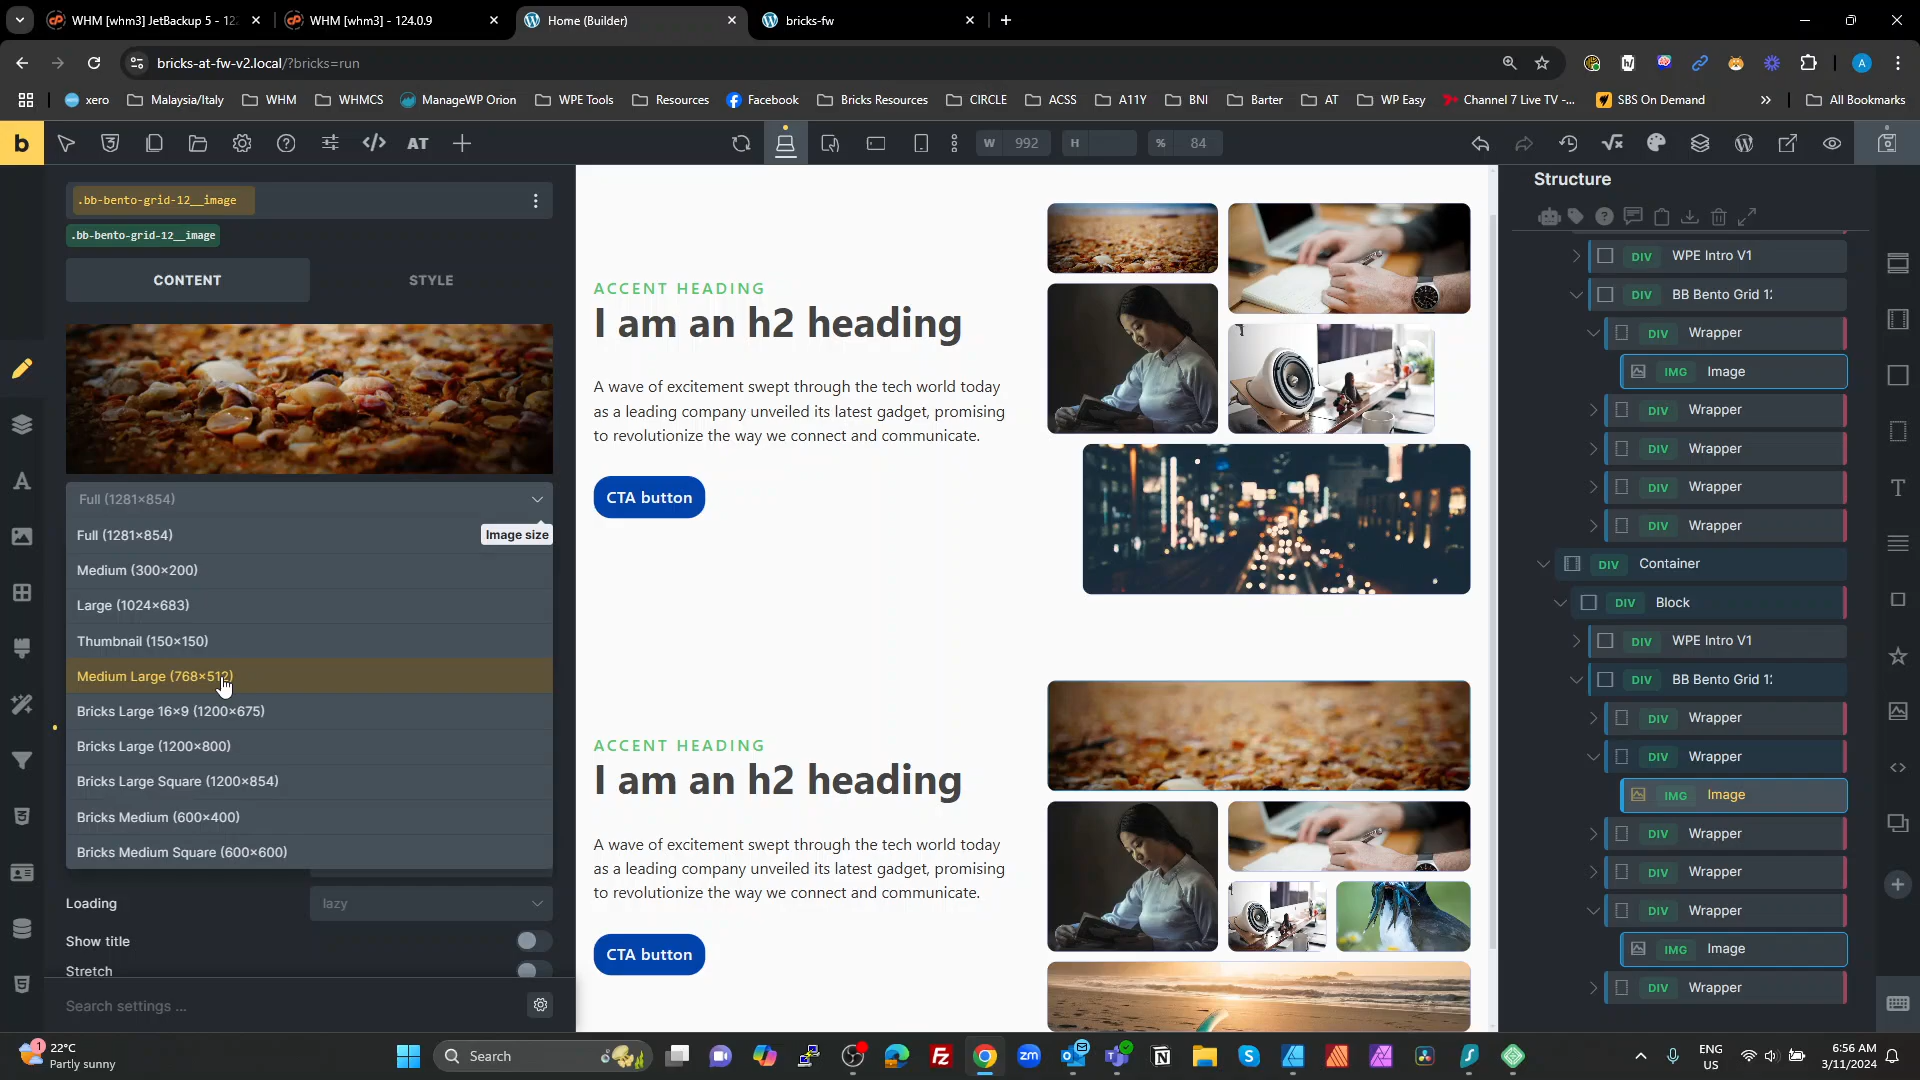 WHM [whm3] JetBackup 5 - 12
WHM [whm3] - 124.0.9
Home (Builder)
bricks-fw
bricks-at-fw-v2.local/?bricks=run
xero
Malaysia/Italy
WHM
WHMCS
ManageWP Orion
WPE Tools
Resources
Facebook
Bricks Resources
CIRCLE
ACSS
A11Y
BNI
Barter
AT
WP Easy
Channel 7 Live TV -...
SBS On Demand
All Bookmarks
b
AT
W 992
H
% 84
.bb-bento-grid-12__image
.bb-bento-grid-12__image
CONTENT
STYLE
Full (1281×854)
Full (1281×854)
Image size
Medium (300×200)
Large (1024×683)
Thumbnail (150×150)
Medium Large (768×512)
Bricks Large 16×9 (1200×675)
Bricks Large (1200×800)
Bricks Large Square (1200×854)
Bricks Medium (600×400)
Bricks Medium Square (600×600)
Loading
lazy
Show title
Stretch
Search settings ...
ACCENT HEADING
I am an h2 heading
A wave of excitement swept through the tech world today
as a leading company unveiled its latest gadget, promising
to revolutionize the way we connect and communicate.
CTA button
ACCENT HEADING
I am an h2 heading
A wave of excitement swept through the tech world today
as a leading company unveiled its latest gadget, promising
to revolutionize the way we connect and communicate.
CTA button
Structure
DIV WPE Intro V1
DIV BB Bento Grid 12
DIV Wrapper
IMG Image
DIV Wrapper
DIV Wrapper
DIV Wrapper
DIV Wrapper
DIV Container
DIV Block
DIV WPE Intro V1
DIV BB Bento Grid 12
DIV Wrapper
DIV Wrapper
IMG Image
DIV Wrapper
DIV Wrapper
DIV Wrapper
IMG Image
DIV Wrapper
1
22°C
Partly sunny
Search
ENG
US
6:56 AM
3/11/2024